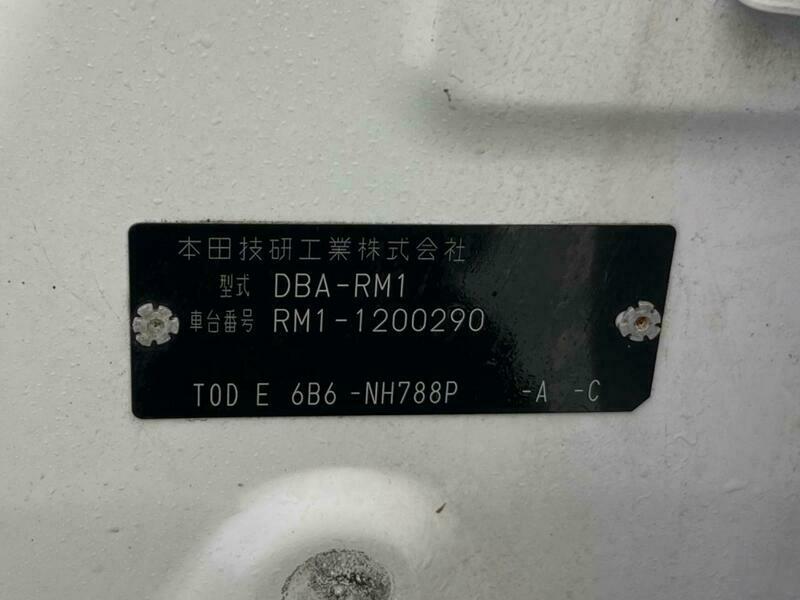 本田技研工業株式会社
型式 DBA-RM1
車台番号 RM1-1200290
TOD E 6B6 -NH788P -A -C